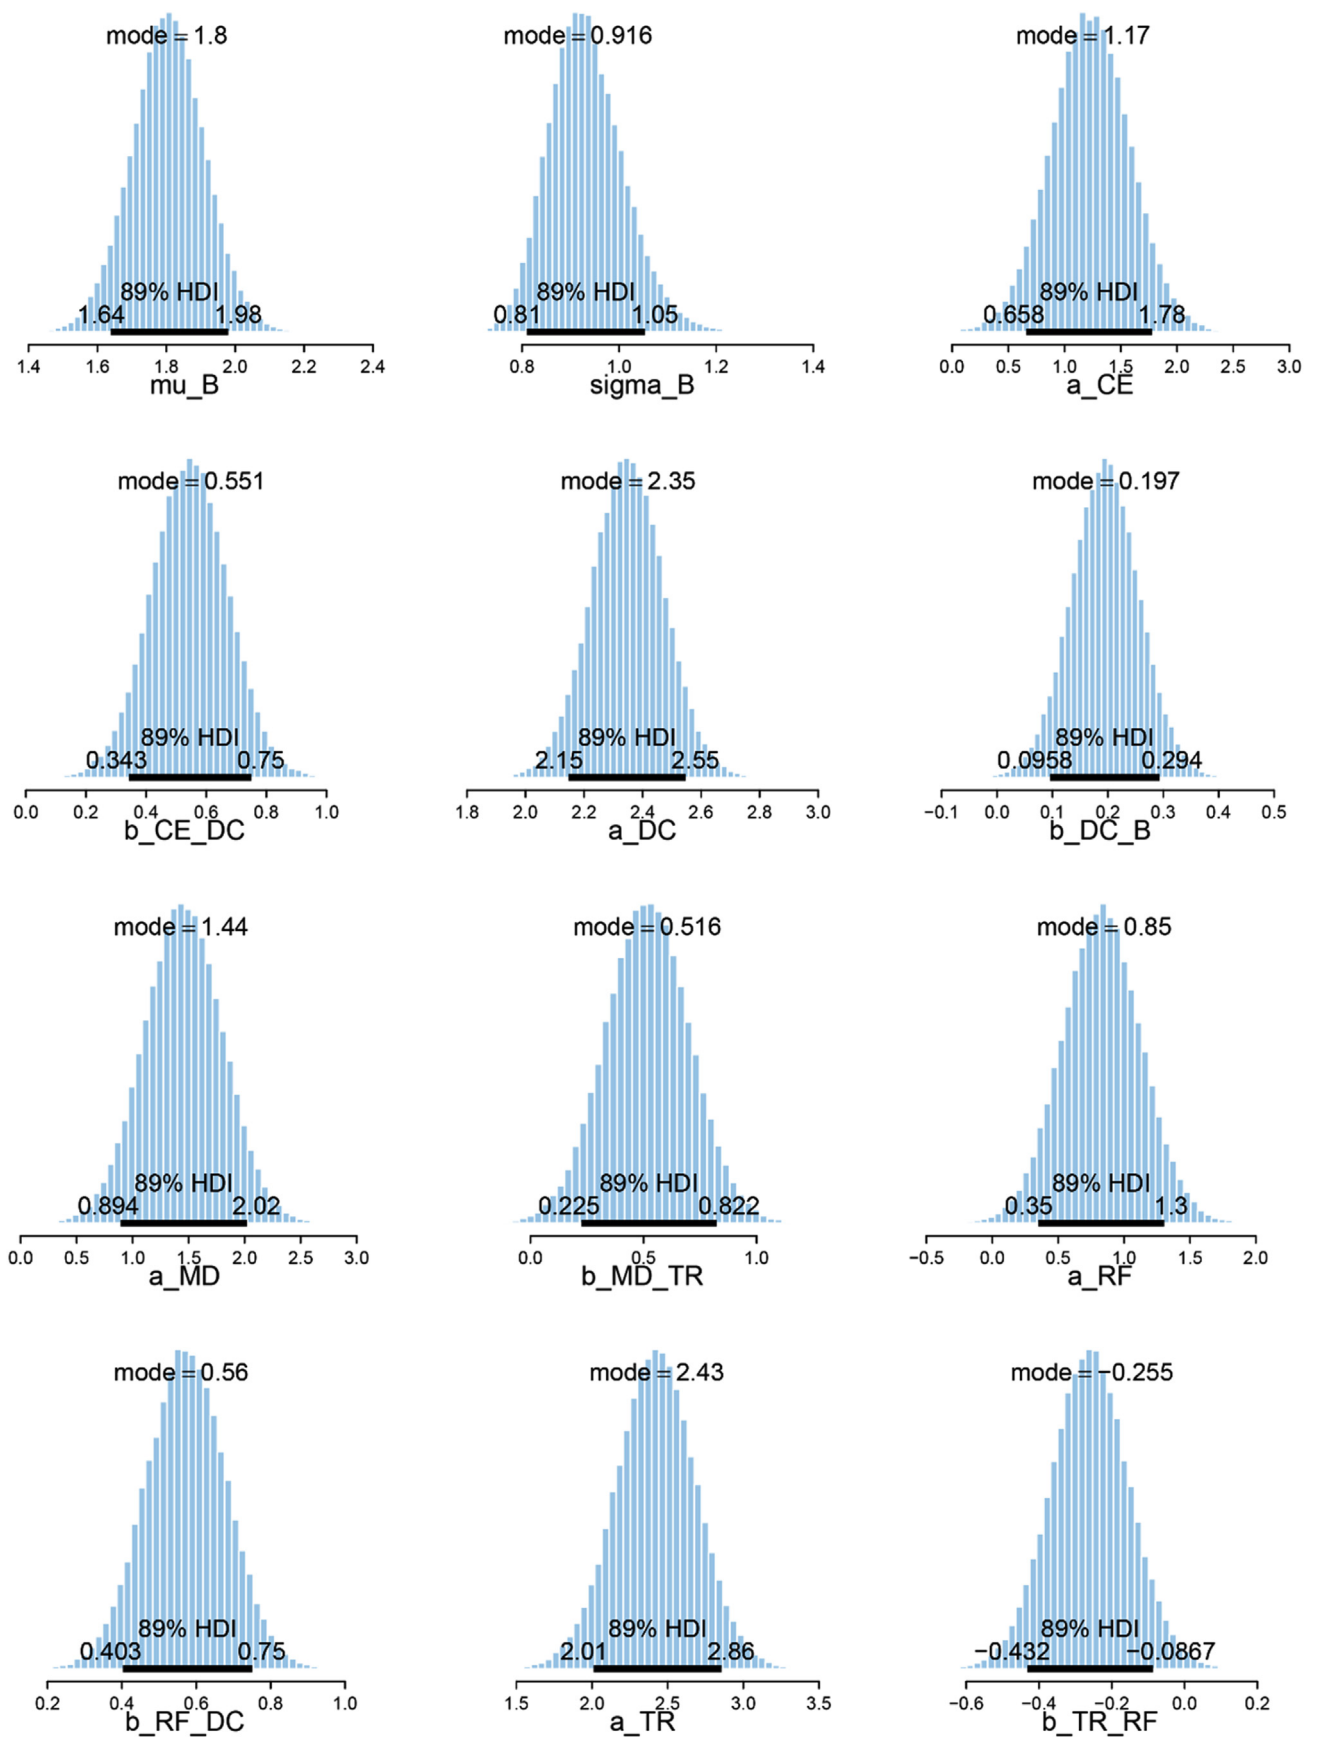 mode = 1.8
89% HDI
1.64 1.98
1.4 1.6 1.8 2.0 2.2 2.4
mu_B
mode = 0.916
89% HDI
0.81 1.05
0.8 1.0 1.2 1.4
sigma_B
mode = 1.17
89% HDI
0.658 1.78
0.0 0.5 1.0 1.5 2.0 2.5 3.0
a_CE
mode = 0.551
89% HDI
0.343 0.75
0.0 0.2 0.4 0.6 0.8 1.0
b_CE_DC
mode = 2.35
89% HDI
2.15 2.55
1.8 2.0 2.2 2.4 2.6 2.8 3.0
a_DC
mode = 0.197
89% HDI
0.0958 0.294
−0.1 0.0 0.1 0.2 0.3 0.4 0.5
b_DC_B
mode = 1.44
89% HDI
0.894 2.02
0.0 0.5 1.0 1.5 2.0 2.5 3.0
a_MD
mode = 0.516
89% HDI
0.225 0.822
0.0 0.5 1.0
b_MD_TR
mode = 0.85
89% HDI
0.35 1.3
−0.5 0.0 0.5 1.0 1.5 2.0
a_RF
mode = 0.56
89% HDI
0.403 0.75
0.2 0.4 0.6 0.8 1.0
b_RF_DC
mode = 2.43
89% HDI
2.01 2.86
1.5 2.0 2.5 3.0 3.5
a_TR
mode = −0.255
89% HDI
−0.432 −0.0867
−0.6 −0.4 −0.2 0.0 0.2
b_TR_RF